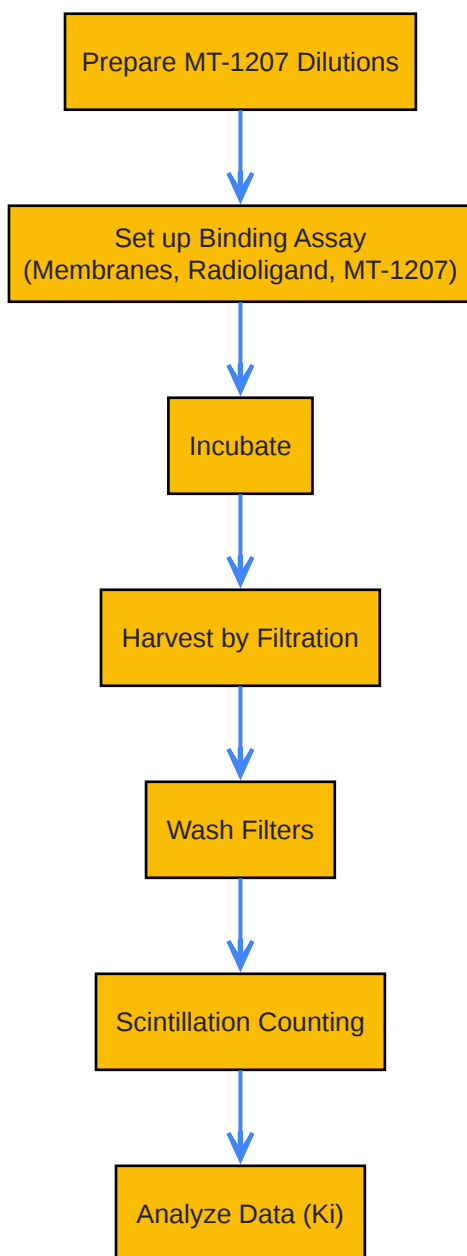 Prepare MT-1207 Dilutions
Set up Binding Assay
(Membranes, Radioligand, MT-1207)
Incubate
Harvest by Filtration
Wash Filters
Scintillation Counting
Analyze Data (Ki)